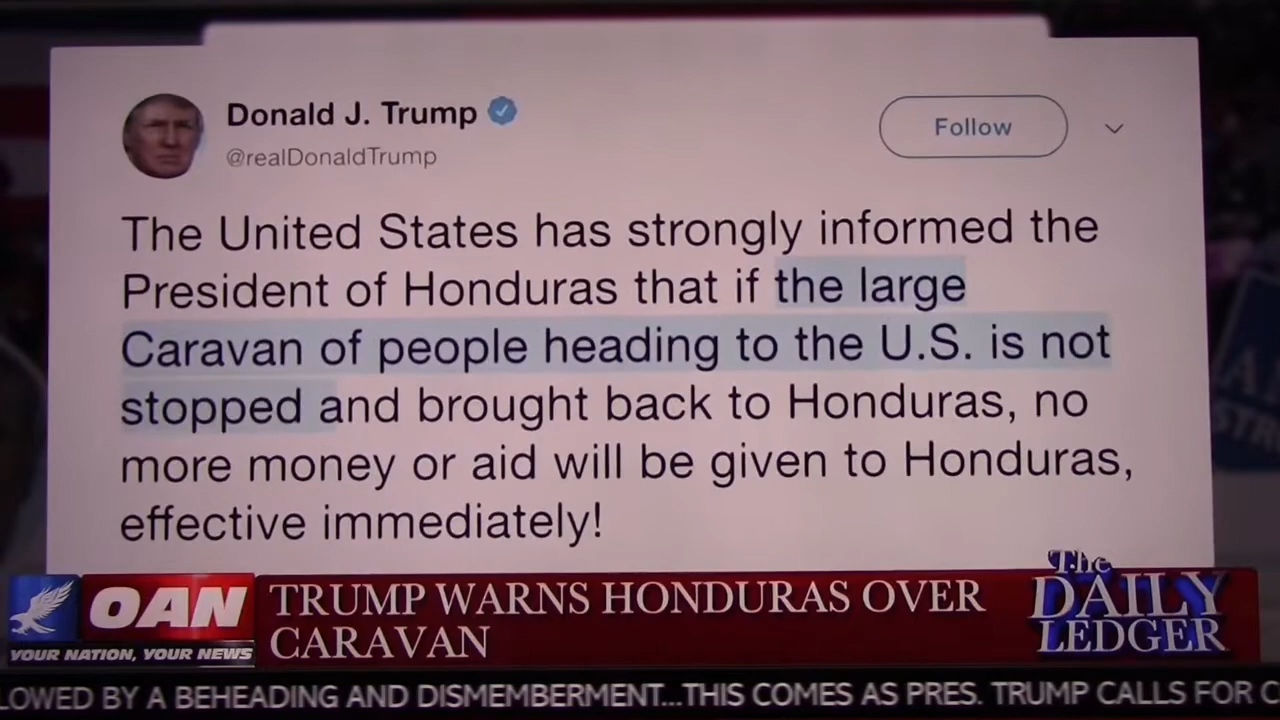 Donald J. Trump
@realDonaldTrump
Follow
The United States has strongly informed the
President of Honduras that if the large
Caravan of people heading to the U.S. is not
stopped and brought back to Honduras, no
more money or aid will be given to Honduras,
effective immediately!
OAN
YOUR NATION, YOUR NEWS
TRUMP WARNS HONDURAS OVER
CARAVAN
The
DAILY
LEDGER
LOWED BY A BEHEADING AND DISMEMBERMENT...THIS COMES AS PRES. TRUMP CALLS FOR C